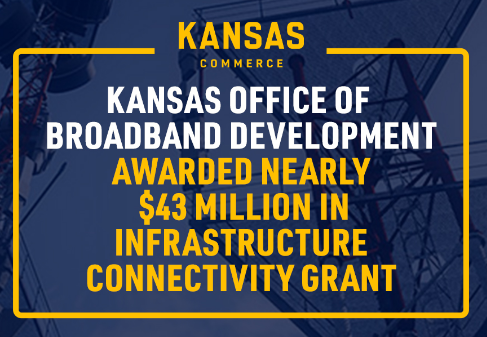 KANSAS
COMMERCE
KANSAS OFFICE OF
BROADBAND DEVELOPMENT
AWARDED NEARLY
$43 MILLION IN
INFRASTRUCTURE
CONNECTIVITY GRANT